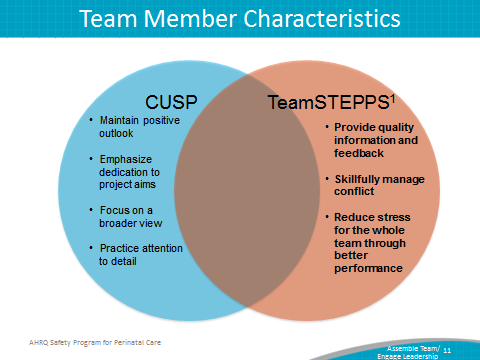 Team Member Characteristics
CUSP
• Maintain positive
outlook
• Emphasize
dedication to
project aims
• Focus on a
broader view
• Practice attention
to detail
TeamSTEPPS¹
• Provide quality
information and
feedback
• Skillfully manage
conflict
• Reduce stress
for the whole
team through
better
performance
AHRQ Safety Program for Perinatal Care
Assemble Team/
Engage Leadership
11